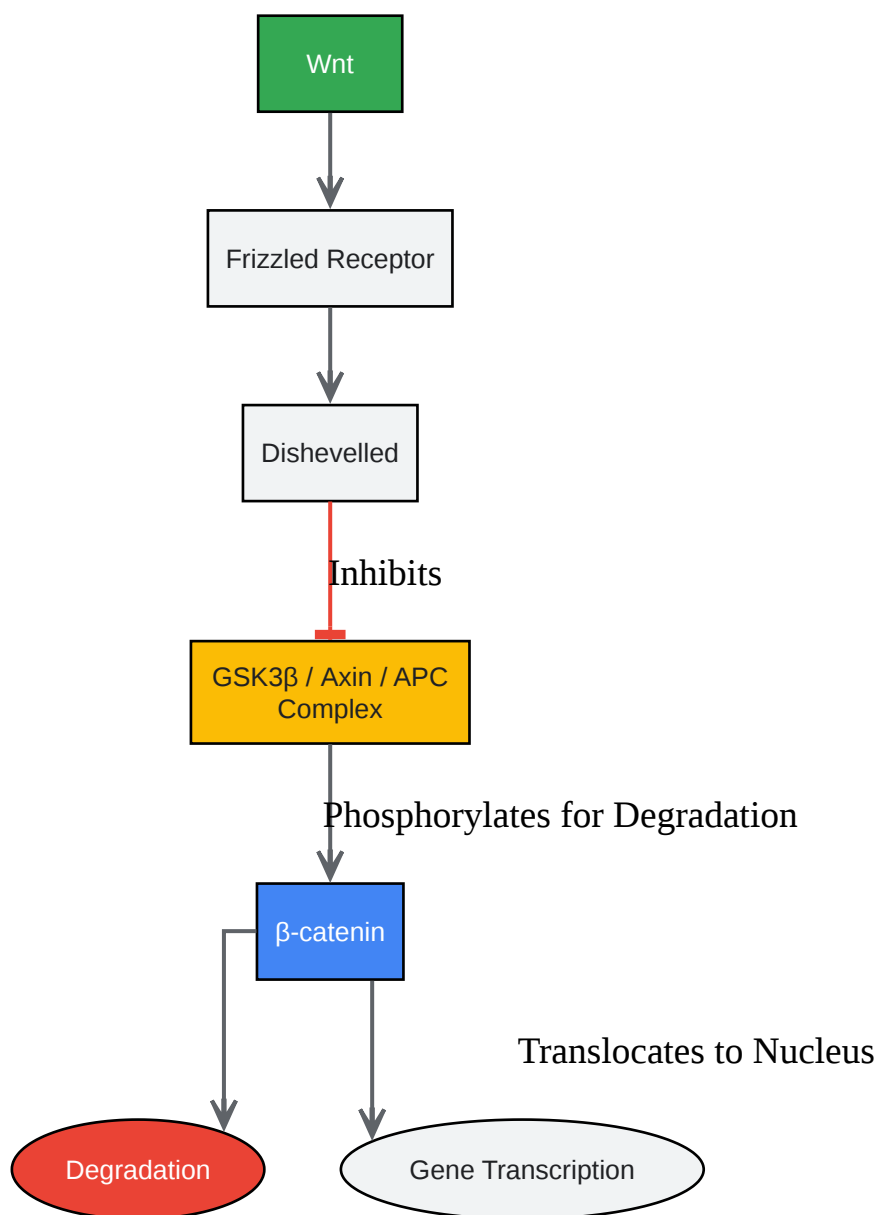 Wnt
Frizzled Receptor
Dishevelled
Inhibits
GSK3β / Axin / APC
Complex
Phosphorylates for Degradation
β-catenin
Translocates to Nucleus
Degradation
Gene Transcription